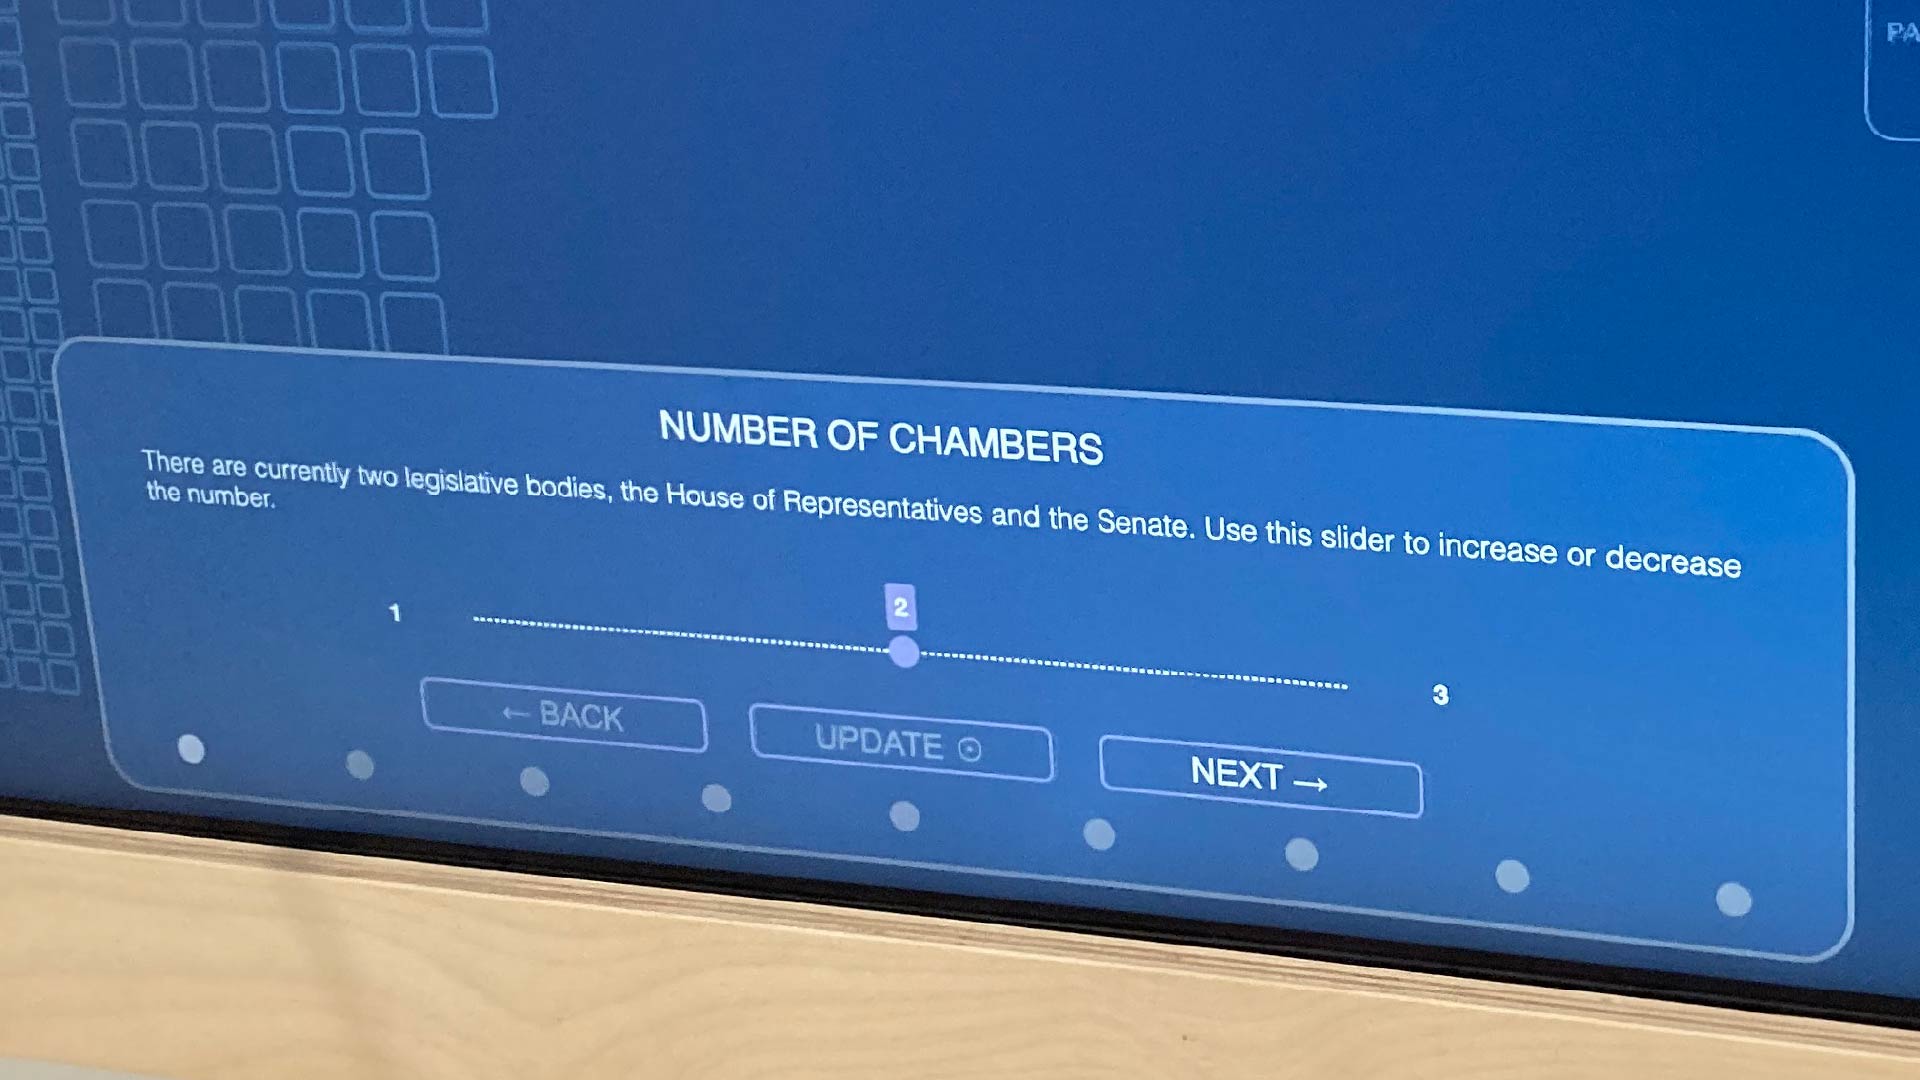 PA
NUMBER OF CHAMBERS
There are currently two legislative bodies, the House of Representatives and the Senate. Use this slider to increase or decrease
the number.
1
2
3
← BACK
UPDATE ⊙
NEXT →